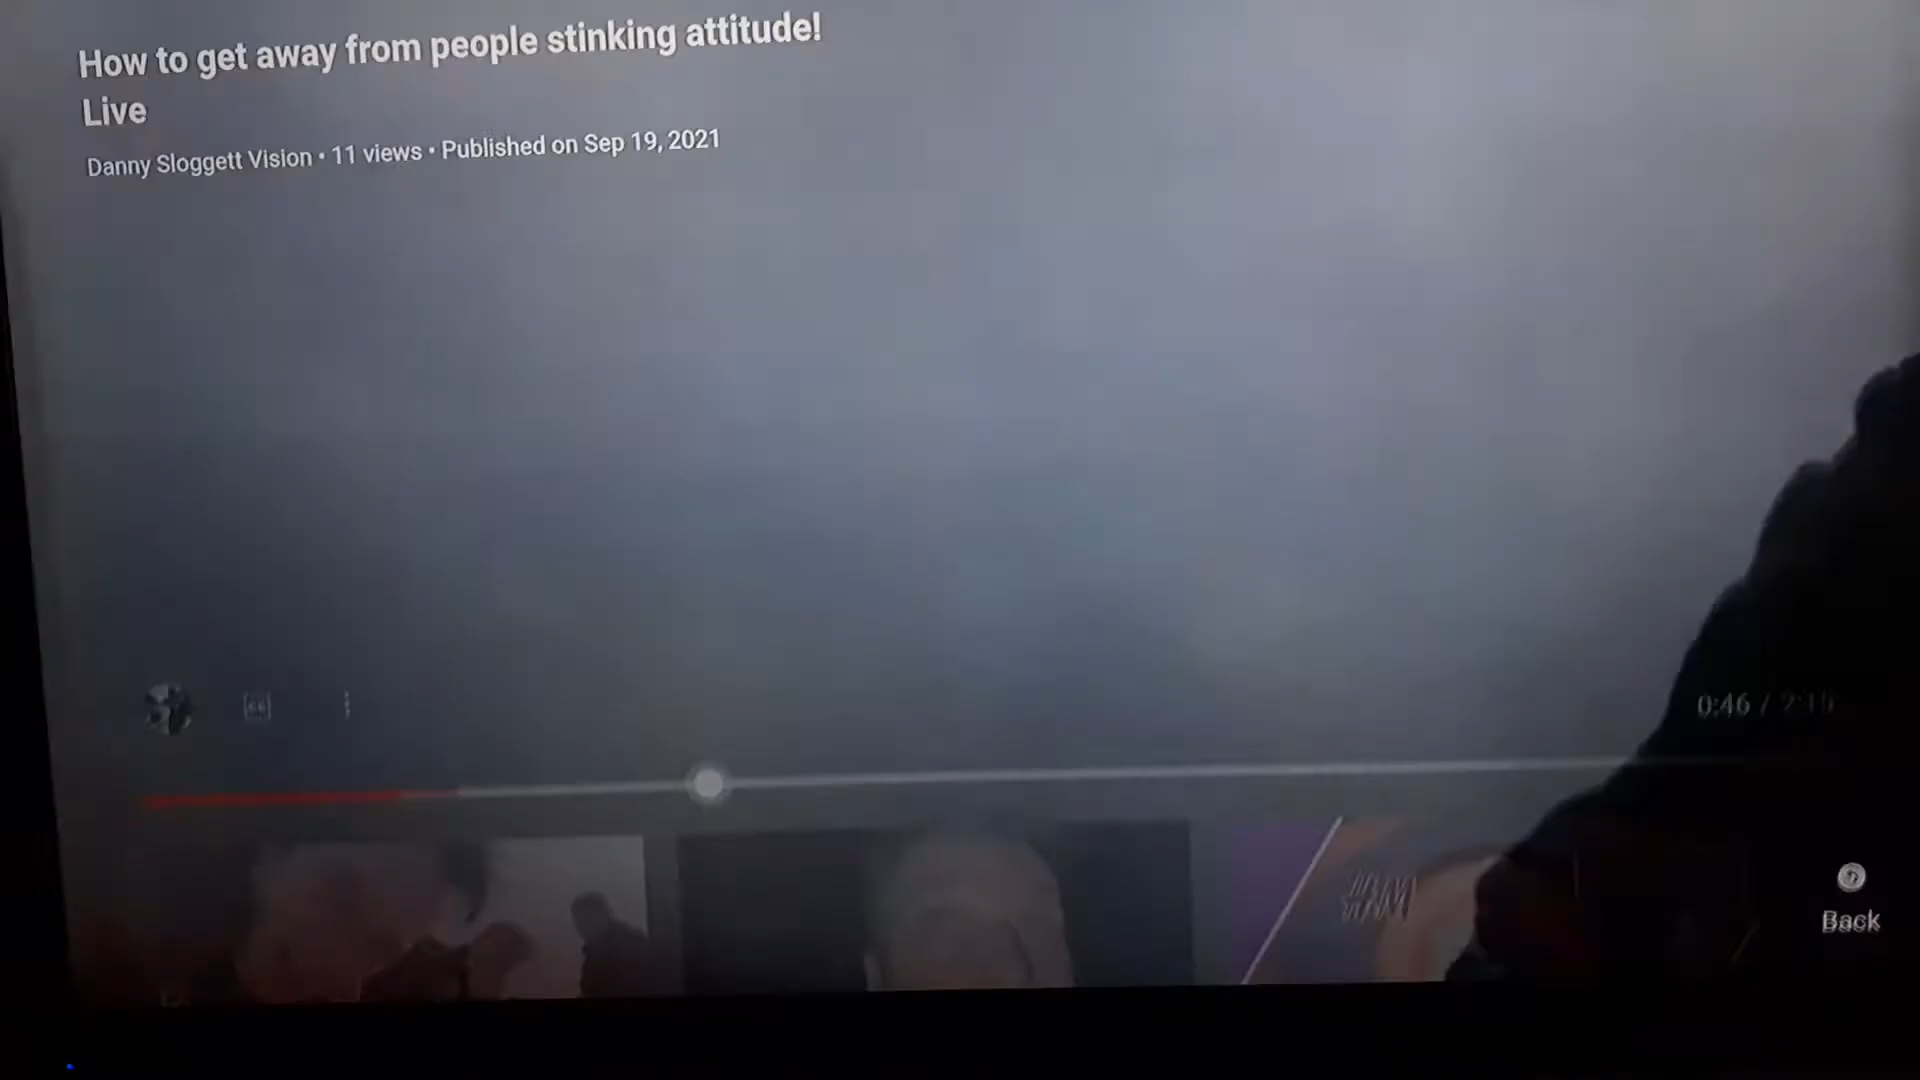 How to get away from people stinking attitude!
Live
Danny Sloggett Vision • 11 views • Published on Sep 19, 2021
0:46 /
Back